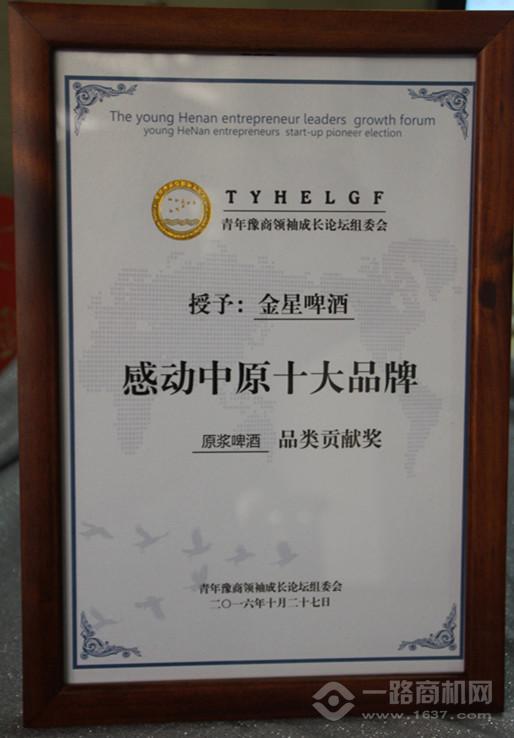 The young Henan entrepreneur leaders growth forum
young HeNan entrepreneurs start-up pioneer election
TYHELGF
青年豫商领袖成长论坛组委会
授予：金星啤酒
感动中原十大品牌
原浆啤酒 品类贡献奖
青年豫商领袖成长论坛组委会
二〇一六年十月二十七日
一路商机网
www.1637.com